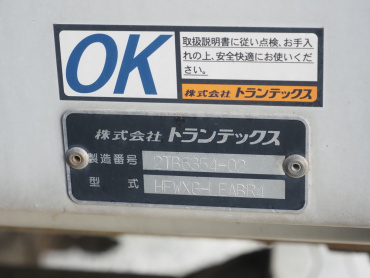 OK
取扱説明書に従い点検、お手入
れの上、安全快適にお使いくだ
さい。
株式会社トランテックス
株式会社 トランテックス
製造番号
型式